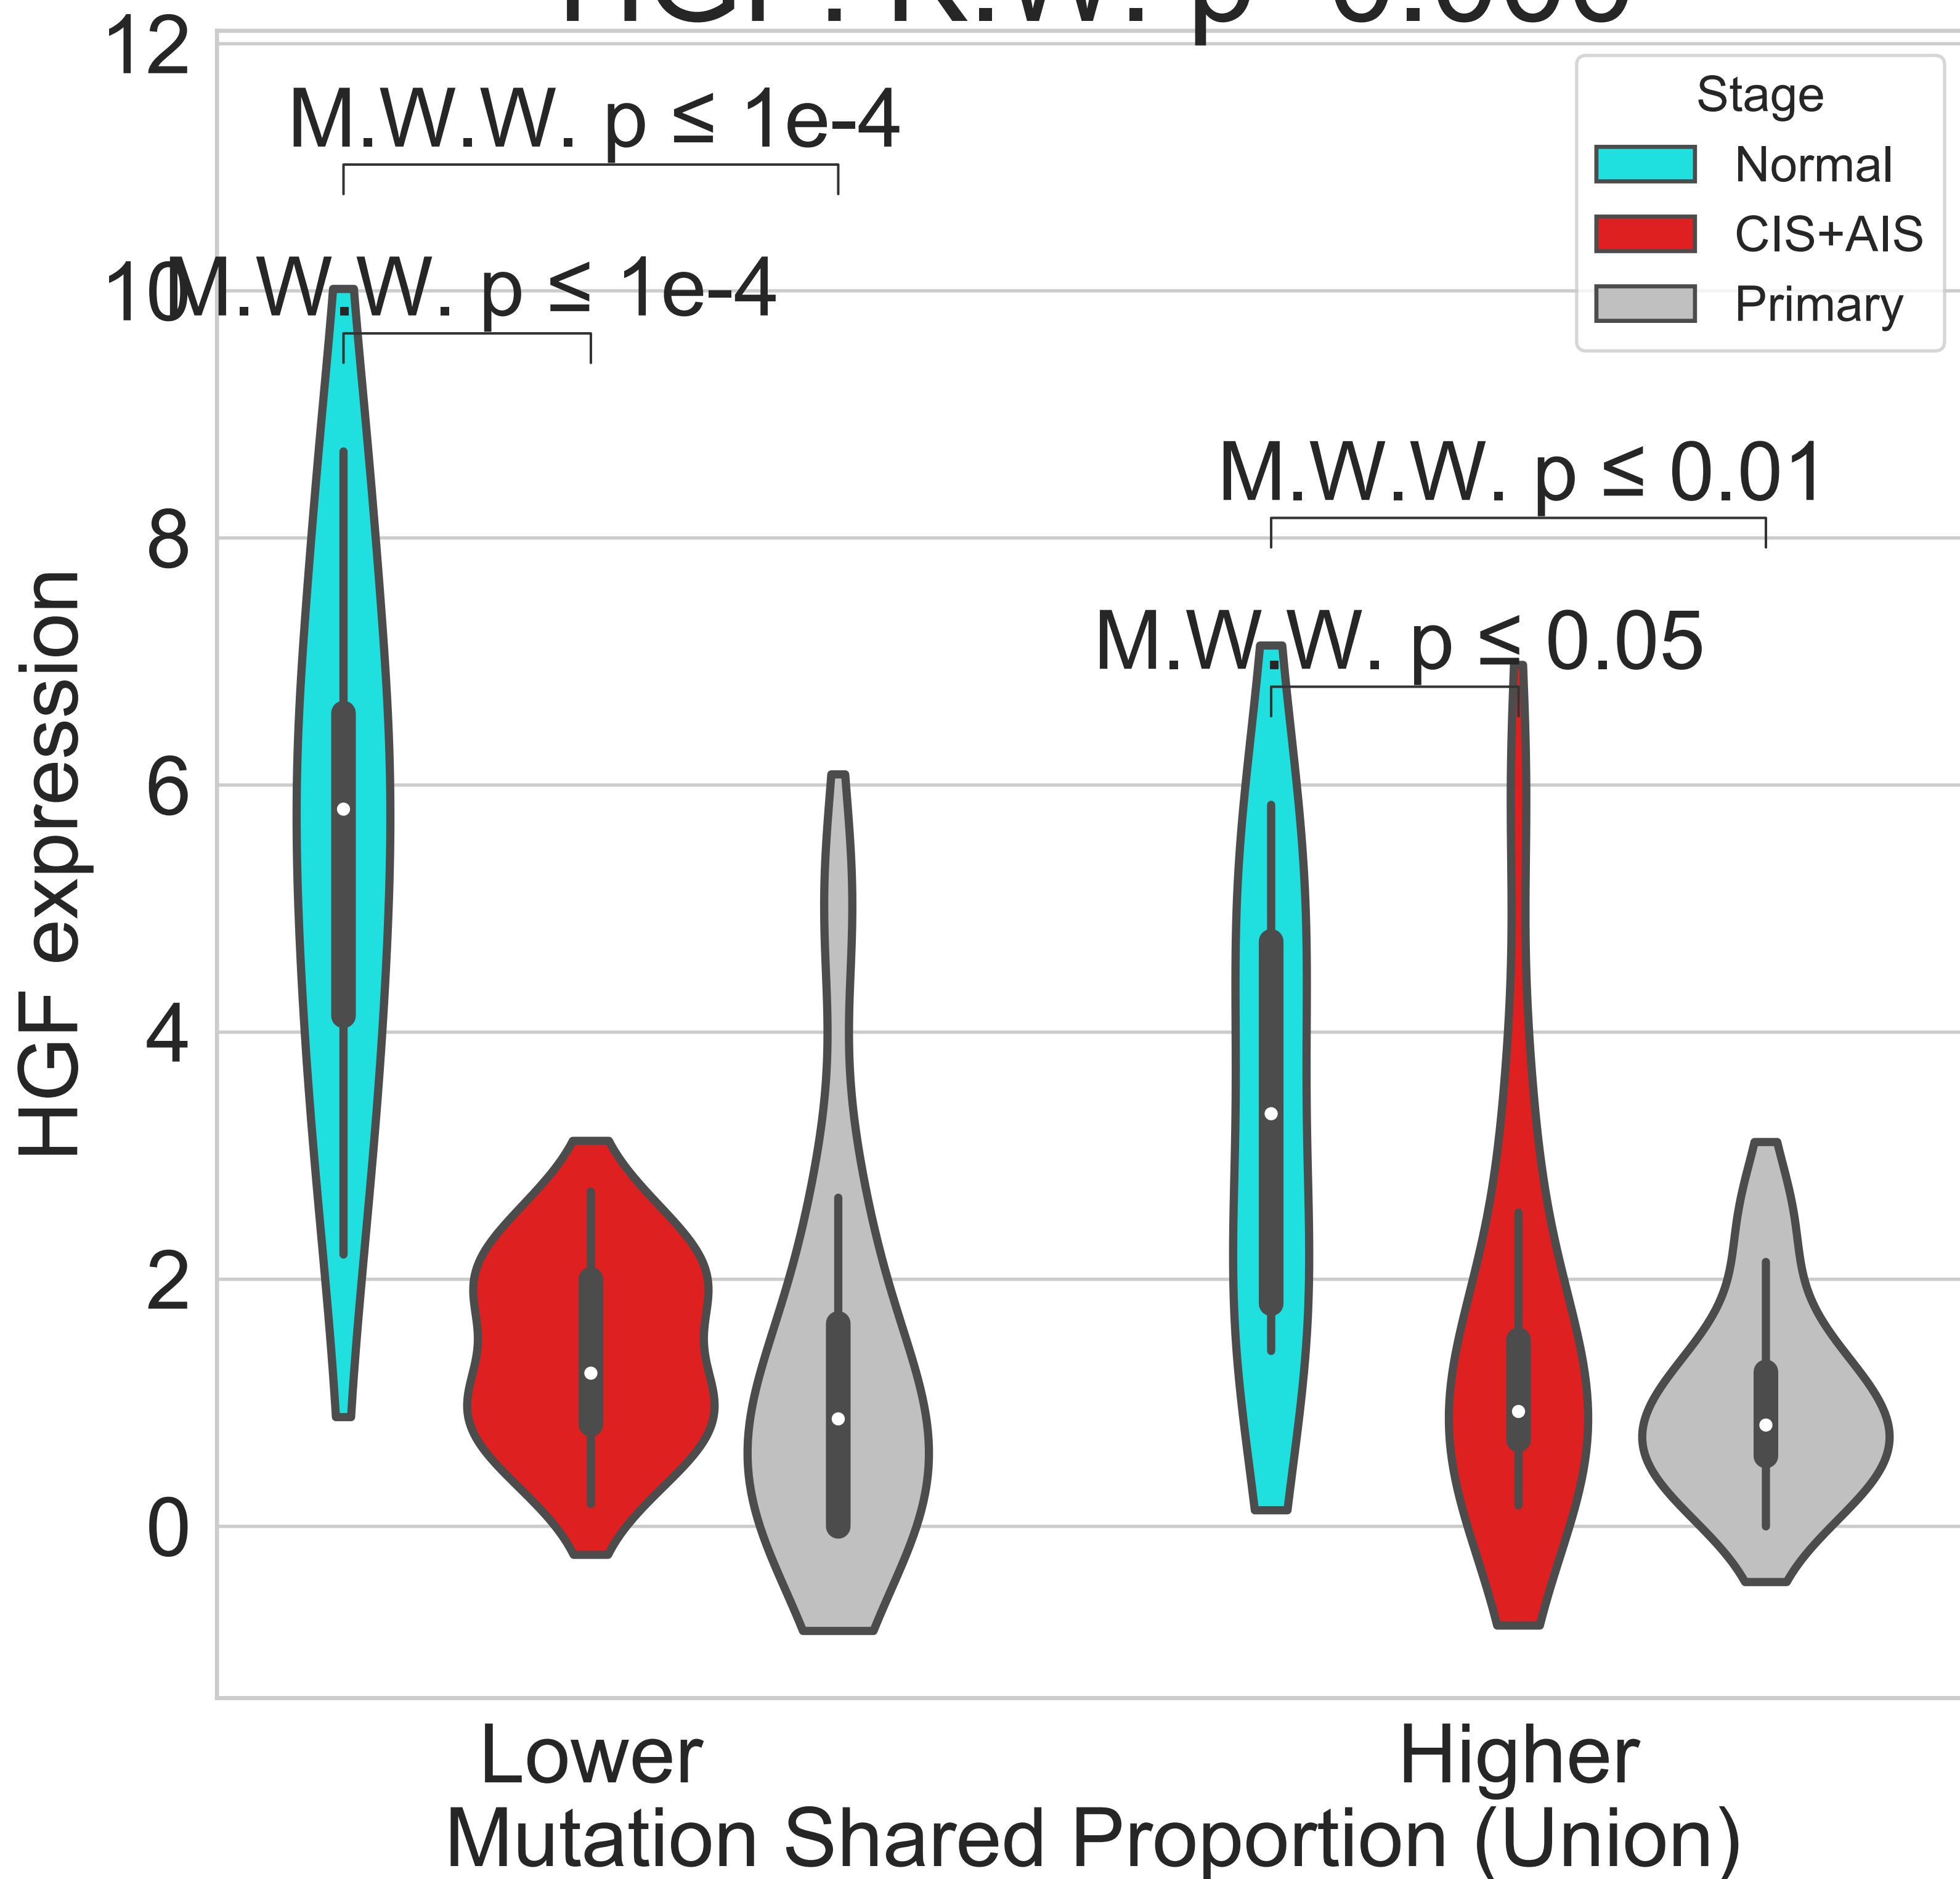 12
M.W.W. p ≤ 1e-4
Stage
Normal
CIS+AIS
Primary
10
M.W.W. p ≤ 1e-4
M.W.W. p ≤ 0.01
8
M.W.W. p ≤ 0.05
6
4
2
0
HGF expression
Lower
Higher
Mutation Shared Proportion (Union)